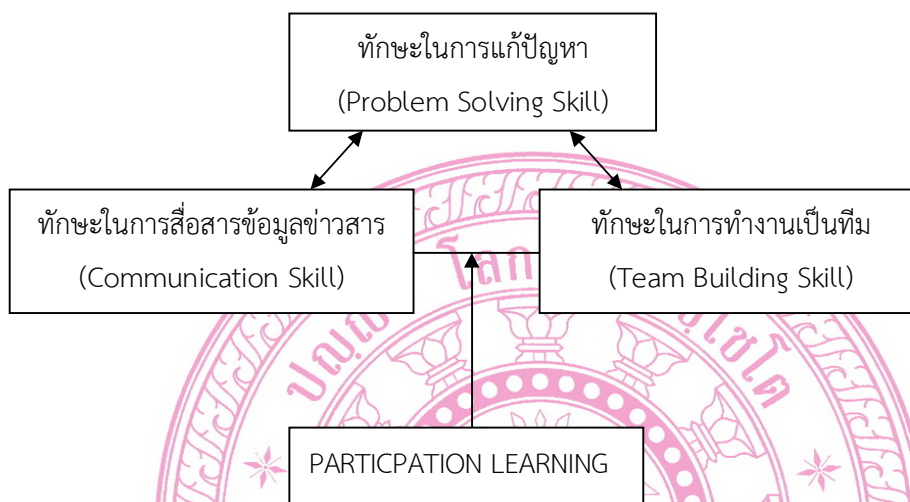 ทักษะในการแก้ปัญหา
(Problem Solving Skill)
ทักษะในการสื่อสารข้อมูลข่าวสาร
(Communication Skill)
ทักษะในการทำงานเป็นทีม
(Team Building Skill)
PARTICPATION LEARNING